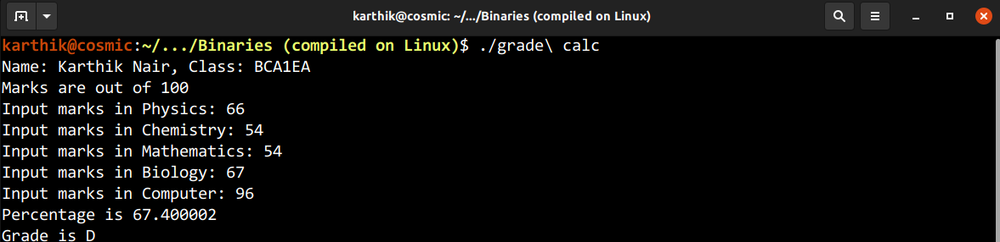 karthik@cosmic: ~/.../Binaries (compiled on Linux)
karthik@cosmic:~/.../Binaries (compiled on Linux)$ ./grade\ calc
Name: Karthik Nair, Class: BCA1EA
Marks are out of 100
Input marks in Physics: 66
Input marks in Chemistry: 54
Input marks in Mathematics: 54
Input marks in Biology: 67
Input marks in Computer: 96
Percentage is 67.400002
Grade is D